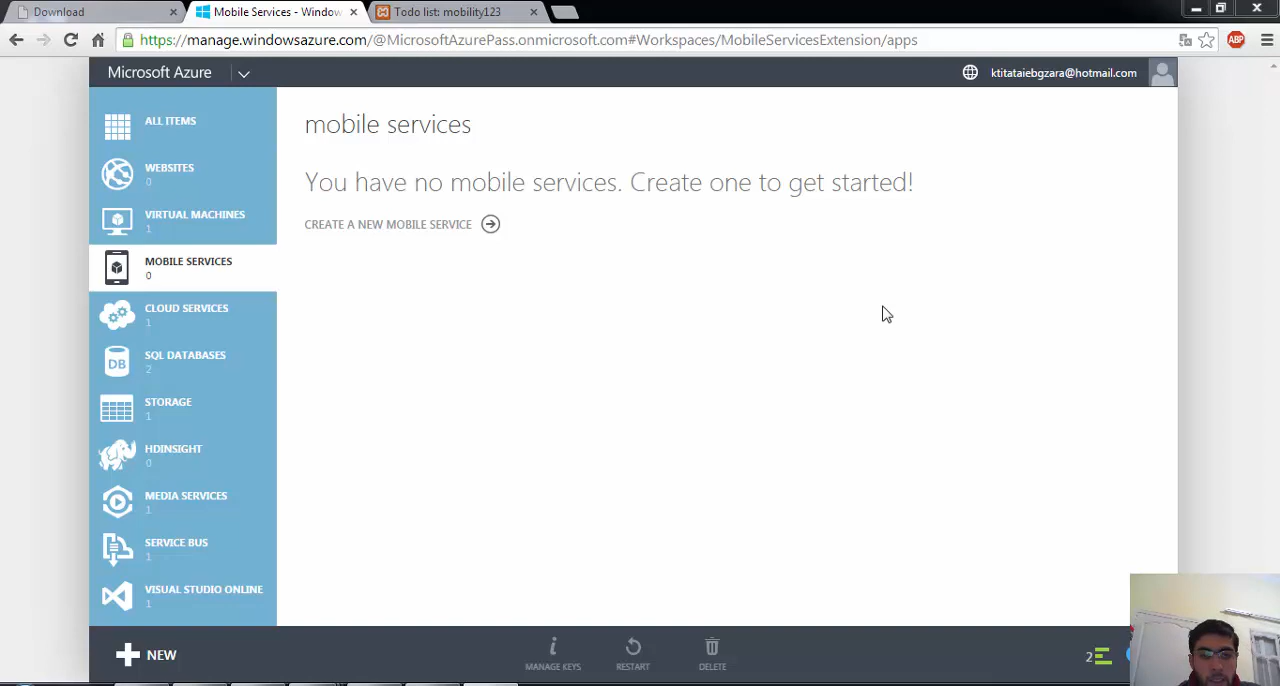 Download
Mobile Services - Window
Todo list: mobility123
https://manage.windowsazure.com/@MicrosoftAzurePass.onmicrosoft.com#Workspaces/MobileServicesExtension/apps
ABP
Microsoft Azure
ktitataiebgzara@hotmail.com
ALL ITEMS
WEBSITES
0
VIRTUAL MACHINES
1
MOBILE SERVICES
0
CLOUD SERVICES
1
SQL DATABASES
2
DB
STORAGE
1
HDINSIGHT
0
MEDIA SERVICES
1
SERVICE BUS
1
VISUAL STUDIO ONLINE
1
mobile services
You have no mobile services. Create one to get started!
CREATE A NEW MOBILE SERVICE
NEW
MANAGE KEYS
RESTART
DELETE
2